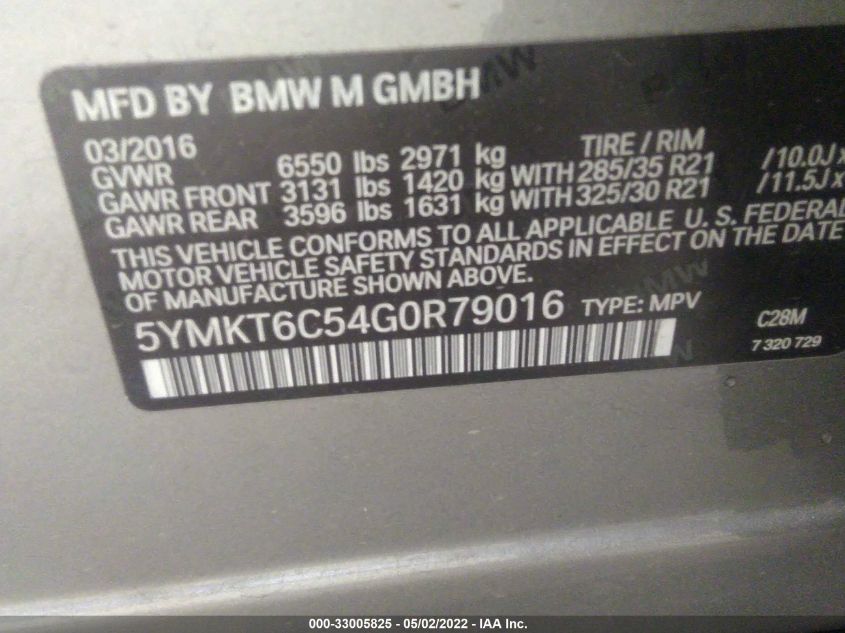 MFD BY BMW M GMBH
03/2016
TIRE / RIM
GVWR 6550 lbs 2971 kg
GAWR FRONT 3131 lbs 1420 kg WITH 285/35 R21 /10.0J x
GAWR REAR 3596 lbs 1631 kg WITH 325/30 R21 /11.5J x
THIS VEHICLE CONFORMS TO ALL APPLICABLE U. S. FEDERAL
MOTOR VEHICLE SAFETY STANDARDS IN EFFECT ON THE DATE
OF MANUFACTURE SHOWN ABOVE.
5YMKT6C54G0R79016 TYPE: MPV C28M
7 320 729
000-33005825 - 05/02/2022 - IAA Inc.